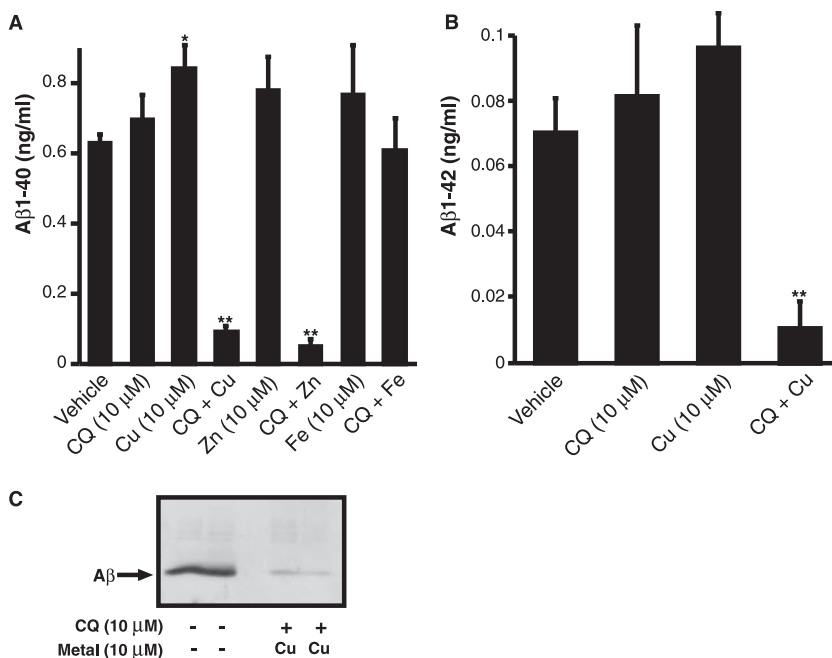 A
Aβ1-40 (ng/ml)
0.8
0.6
0.4
0.2
0
*
**
**
Vehicle
CQ (10 μM)
Cu (10 μM)
CQ + Cu
Zn (10 μM)
CQ + Zn
Fe (10 μM)
CQ + Fe
B
Aβ1-42 (ng/ml)
0.1
0.08
0.06
0.04
0.02
0
**
Vehicle
CQ (10 μM)
Cu (10 μM)
CQ + Cu
C
Aβ
CQ (10 μM) - - + +
Metal (10 μM) - - Cu Cu